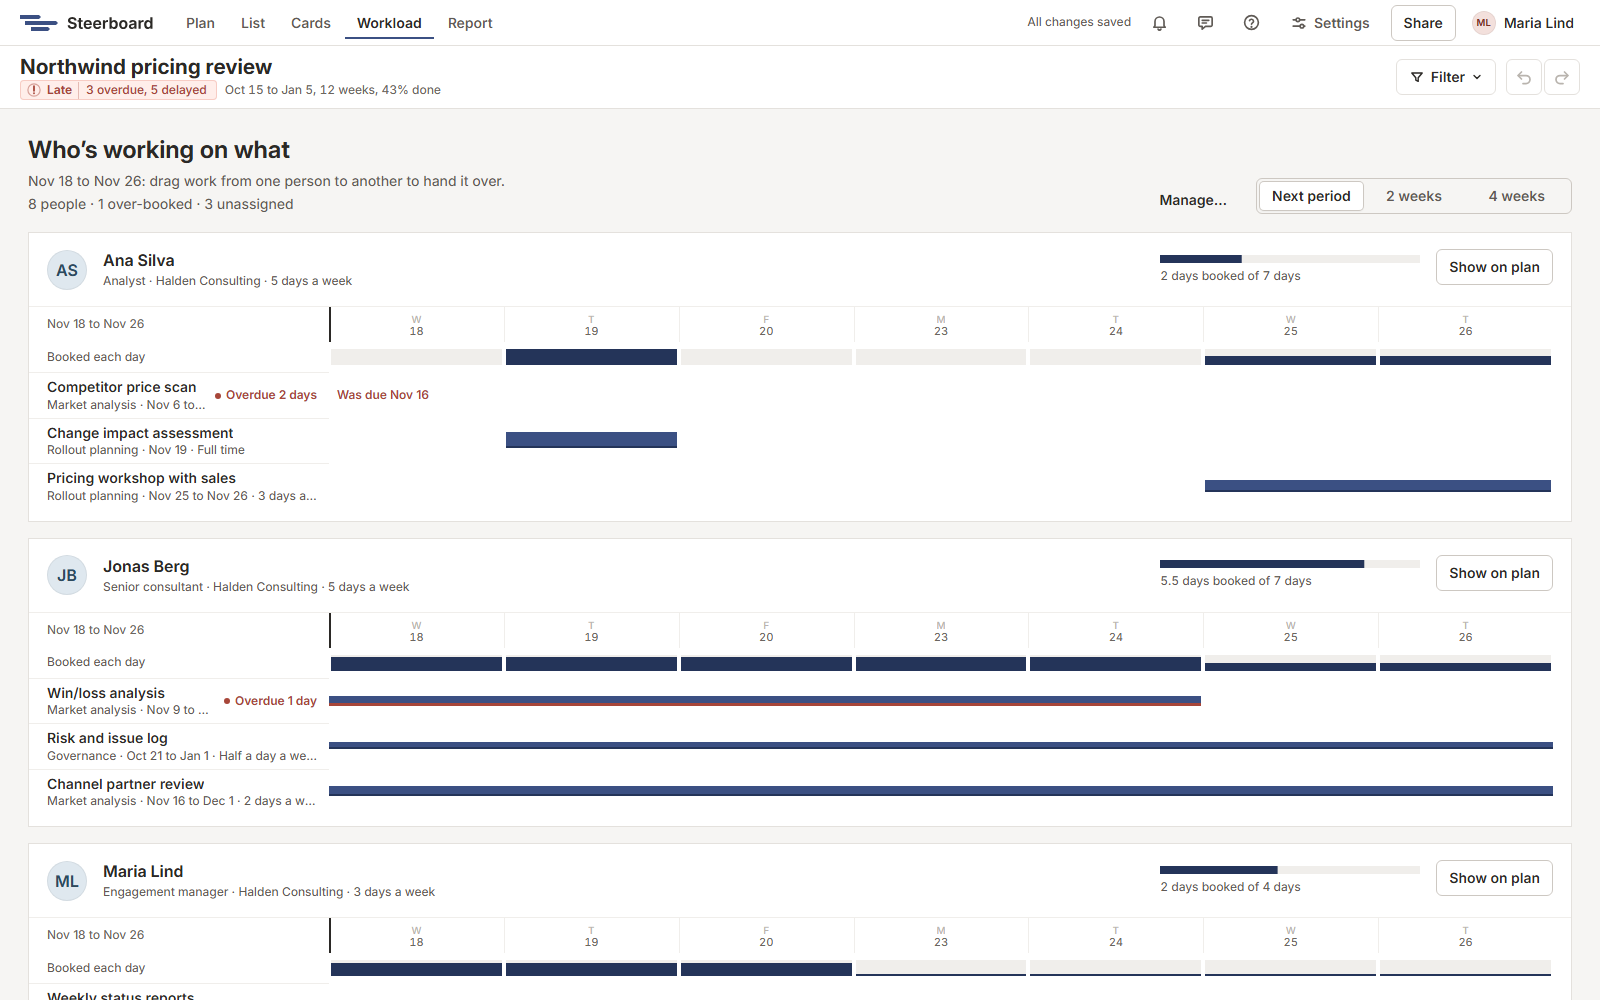 Steerboard Plan List Cards Workload Report All changes saved Settings Share ML Maria Lind
Northwind pricing review
Late 3 overdue, 5 delayed Oct 15 to Jan 5, 12 weeks, 43% done
Filter
Who's working on what
Nov 18 to Nov 26: drag work from one person to another to hand it over.
8 people · 1 over-booked · 3 unassigned
Manage... Next period 2 weeks 4 weeks
AS Ana Silva
Analyst · Halden Consulting · 5 days a week
2 days booked of 7 days
Show on plan
Nov 18 to Nov 26
W T F M T W T
18 19 20 23 24 25 26
Booked each day
Competitor price scan
Market analysis · Nov 6 to...
Overdue 2 days
Was due Nov 16
Change impact assessment
Rollout planning · Nov 19 · Full time
Pricing workshop with sales
Rollout planning · Nov 25 to Nov 26 · 3 days a...
JB Jonas Berg
Senior consultant · Halden Consulting · 5 days a week
5.5 days booked of 7 days
Show on plan
Nov 18 to Nov 26
W T F M T W T
18 19 20 23 24 25 26
Booked each day
Win/loss analysis
Market analysis · Nov 9 to ...
Overdue 1 day
Risk and issue log
Governance · Oct 21 to Jan 1 · Half a day a we...
Channel partner review
Market analysis · Nov 16 to Dec 1 · 2 days a w...
ML Maria Lind
Engagement manager · Halden Consulting · 3 days a week
2 days booked of 4 days
Show on plan
Nov 18 to Nov 26
W T F M T W T
18 19 20 23 24 25 26
Booked each day
Weekly status reports